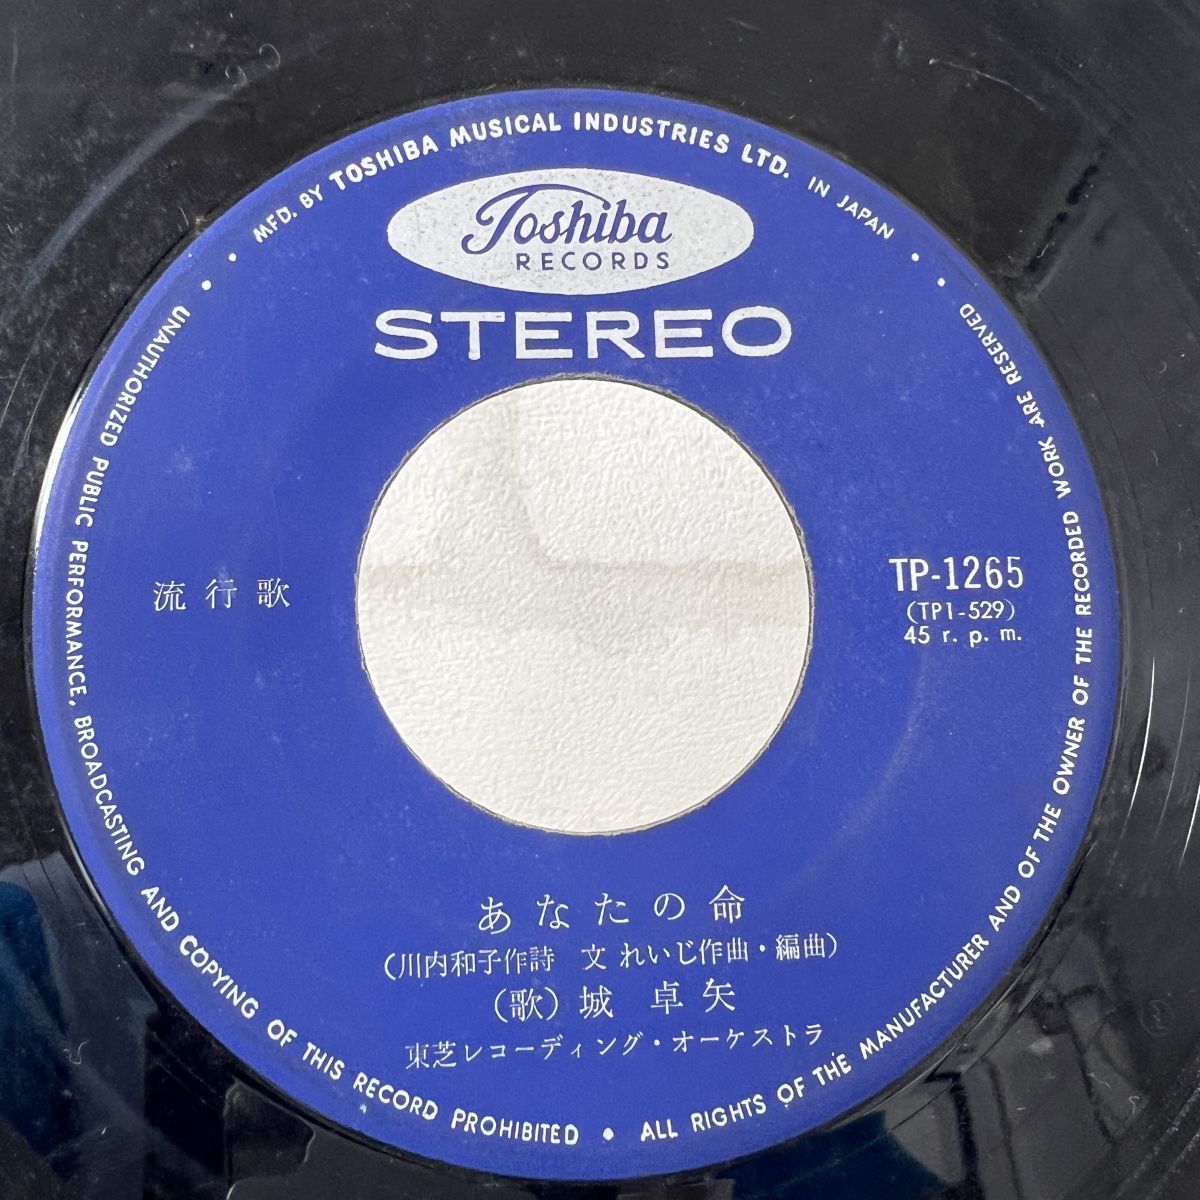 MFD. BY TOSHIBA MUSICAL INDUSTRIES LTD. IN JAPAN
Toshiba
RECORDS
STEREO
流行歌
TP-1265
(TP1-529)
45 r. p. m.
あなたの命
(川内和子作詩 文 れいじ作曲・編曲)
(歌) 城 卓矢
東芝レコーディング・オーケストラ
UNAUTHORIZED PUBLIC PERFORMANCE, BROADCASTING AND COPYING OF THIS RECORD PROHIBITED • ALL RIGHTS OF THE MANUFACTURER AND OF THE OWNER OF THE RECORDED WORK ARE RESERVED